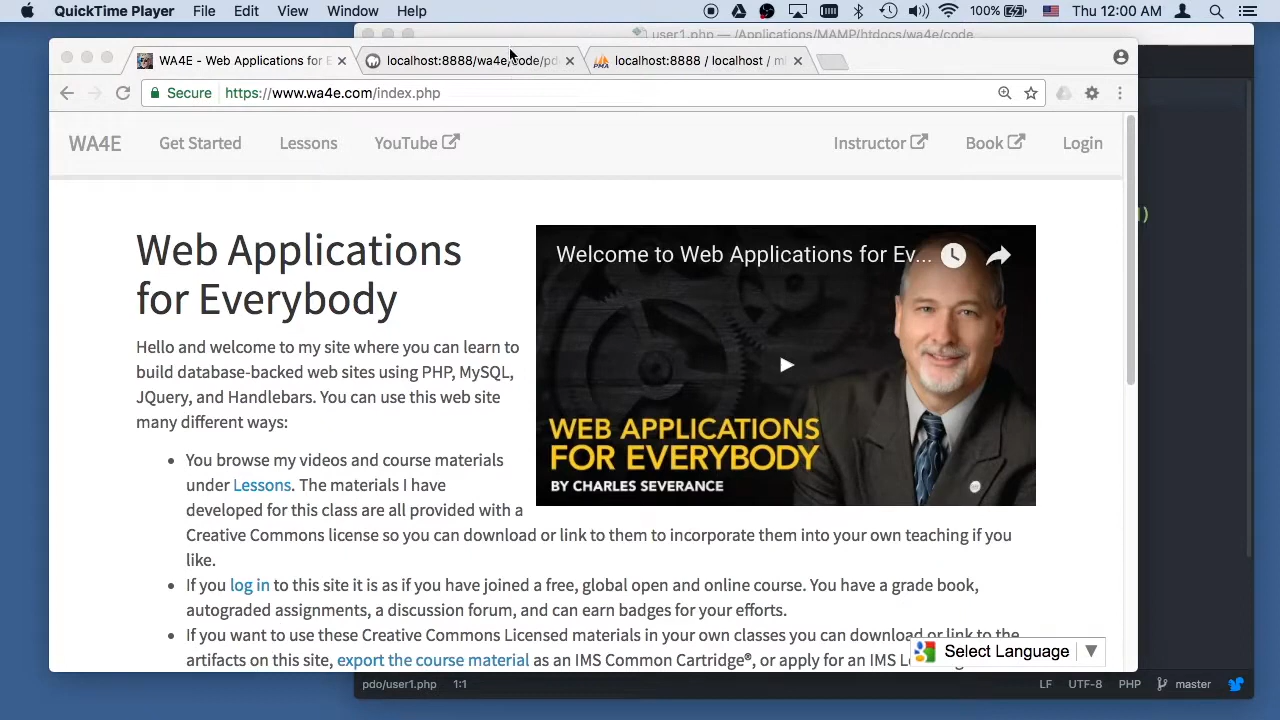 QuickTime Player File Edit View Window Help 100% Thu 12:00 AM
user1.php — /Applications/MAMP/htdocs/wa4e/code
WA4E - Web Applications for E
localhost:8888/wa4e/code/pd
localhost:8888 / localhost /
Secure https://www.wa4e.com/index.php
WA4E Get Started Lessons YouTube Instructor Book Login
Web Applications
for Everybody
Hello and welcome to my site where you can learn to
build database-backed web sites using PHP, MySQL,
JQuery, and Handlebars. You can use this web site
many different ways:
Welcome to Web Applications for Ev...
WEB APPLICATIONS
FOR EVERYBODY
BY CHARLES SEVERANCE
• You browse my videos and course materials
under Lessons. The materials I have
developed for this class are all provided with a
Creative Commons license so you can download or link to them to incorporate them into your own teaching if you
like.
• If you log in to this site it is as if you have joined a free, global open and online course. You have a grade book,
autograded assignments, a discussion forum, and can earn badges for your efforts.
• If you want to use these Creative Commons Licensed materials in your own classes you can download or link to the
artifacts on this site, export the course material as an IMS Common Cartridge®, or apply for an IMS
Select Language ▼
pdo/user1.php 1:1 LF UTF-8 PHP master